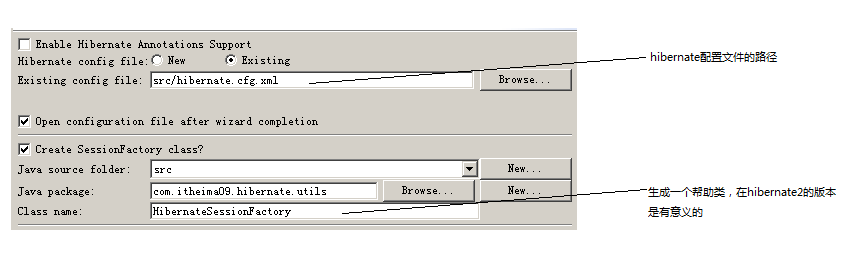 Enable Hibernate Annotations Support
Hibernate config file: New Existing
hibernate配置文件的路径
Existing config file: src/hibernate.cfg.xml Browse...
Open configuration file after wizard completion
Create SessionFactory class?
Java source folder: src New...
Java package: com.itheima09.hibernate.utils Browse... New...
生成一个帮助类，在hibernate2的版本
Class name: HibernateSessionFactory
是有意义的